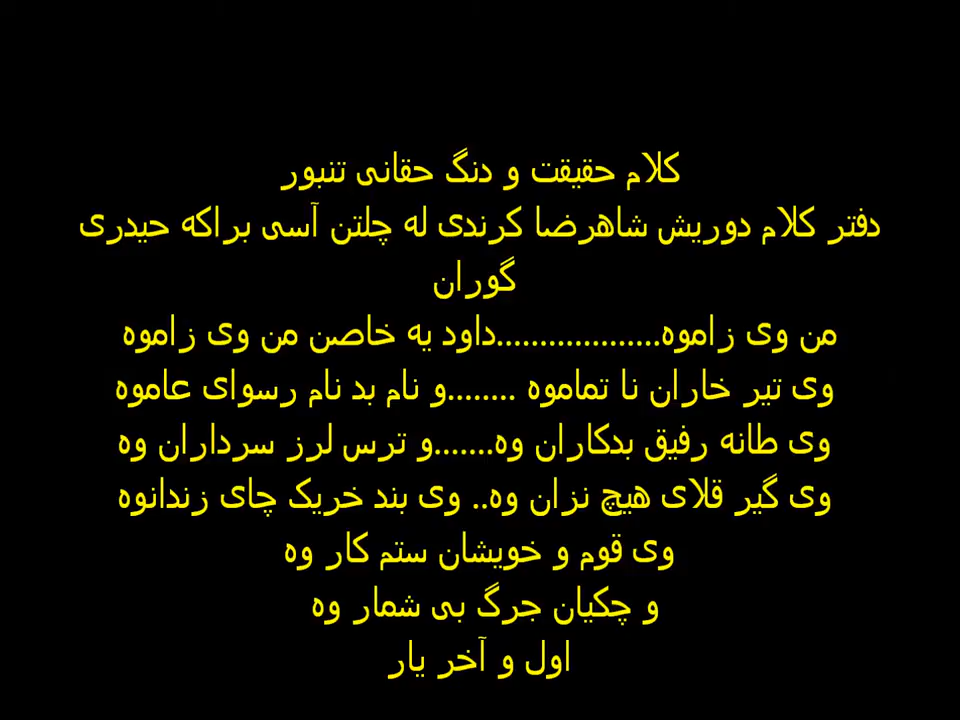 کلام حقیقت و دنگ حقانی تنبور
دفتر کلام دوریش شاهرضا کرندی له چلتن آسی براکه حیدری
گوران
من وی زاموه...................داود یه خاصن من وی زاموه
وی تیر خاران نا تماموه ........و نام بد نام رسوای عاموه
وی طانه رفیق بدکاران وه.......و ترس لرز سرداران وه
وی گیر قلای هیچ نزان وه.. وی بند خریک چای زندانوه
وی قوم و خویشان ستم کار وه
و چکیان جرگ بی شمار وه
اول و آخر یار